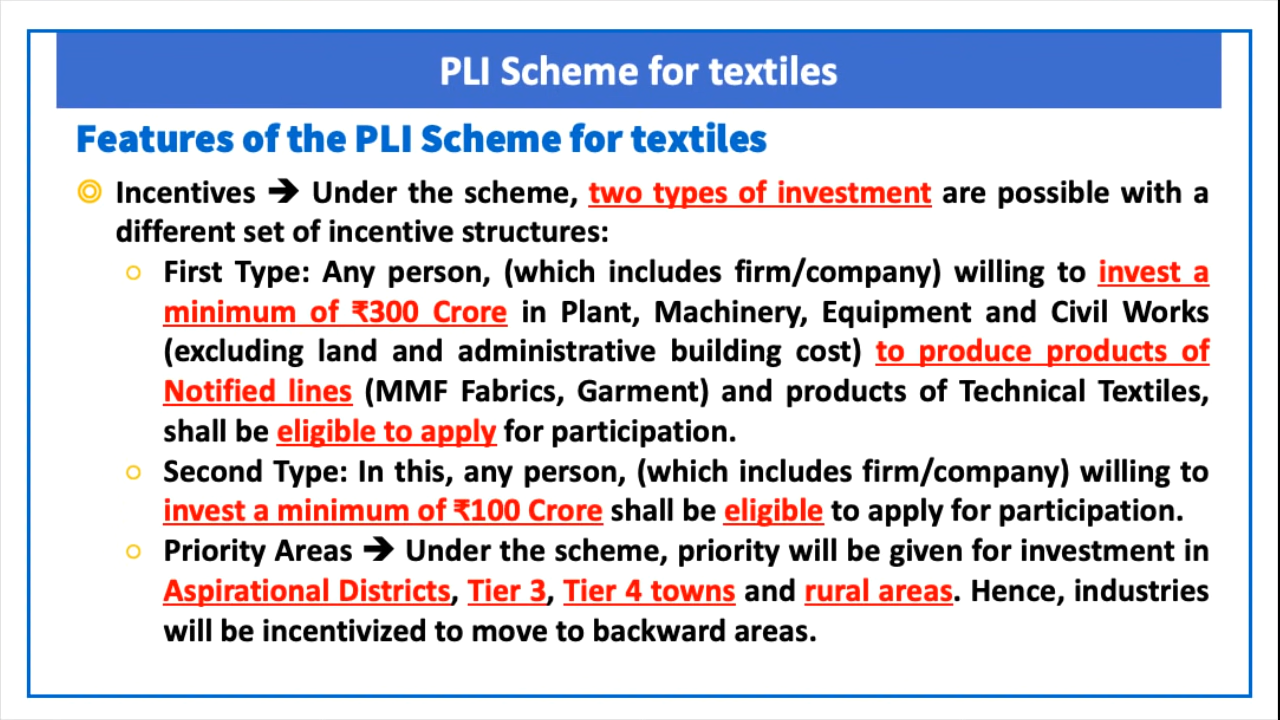 PLI Scheme for textiles
Features of the PLI Scheme for textiles
Incentives ➔ Under the scheme, two types of investment are possible with a
different set of incentive structures:
First Type: Any person, (which includes firm/company) willing to invest a
minimum of ₹300 Crore in Plant, Machinery, Equipment and Civil Works
(excluding land and administrative building cost) to produce products of
Notified lines (MMF Fabrics, Garment) and products of Technical Textiles,
shall be eligible to apply for participation.
Second Type: In this, any person, (which includes firm/company) willing to
invest a minimum of ₹100 Crore shall be eligible to apply for participation.
Priority Areas ➔ Under the scheme, priority will be given for investment in
Aspirational Districts, Tier 3, Tier 4 towns and rural areas. Hence, industries
will be incentivized to move to backward areas.